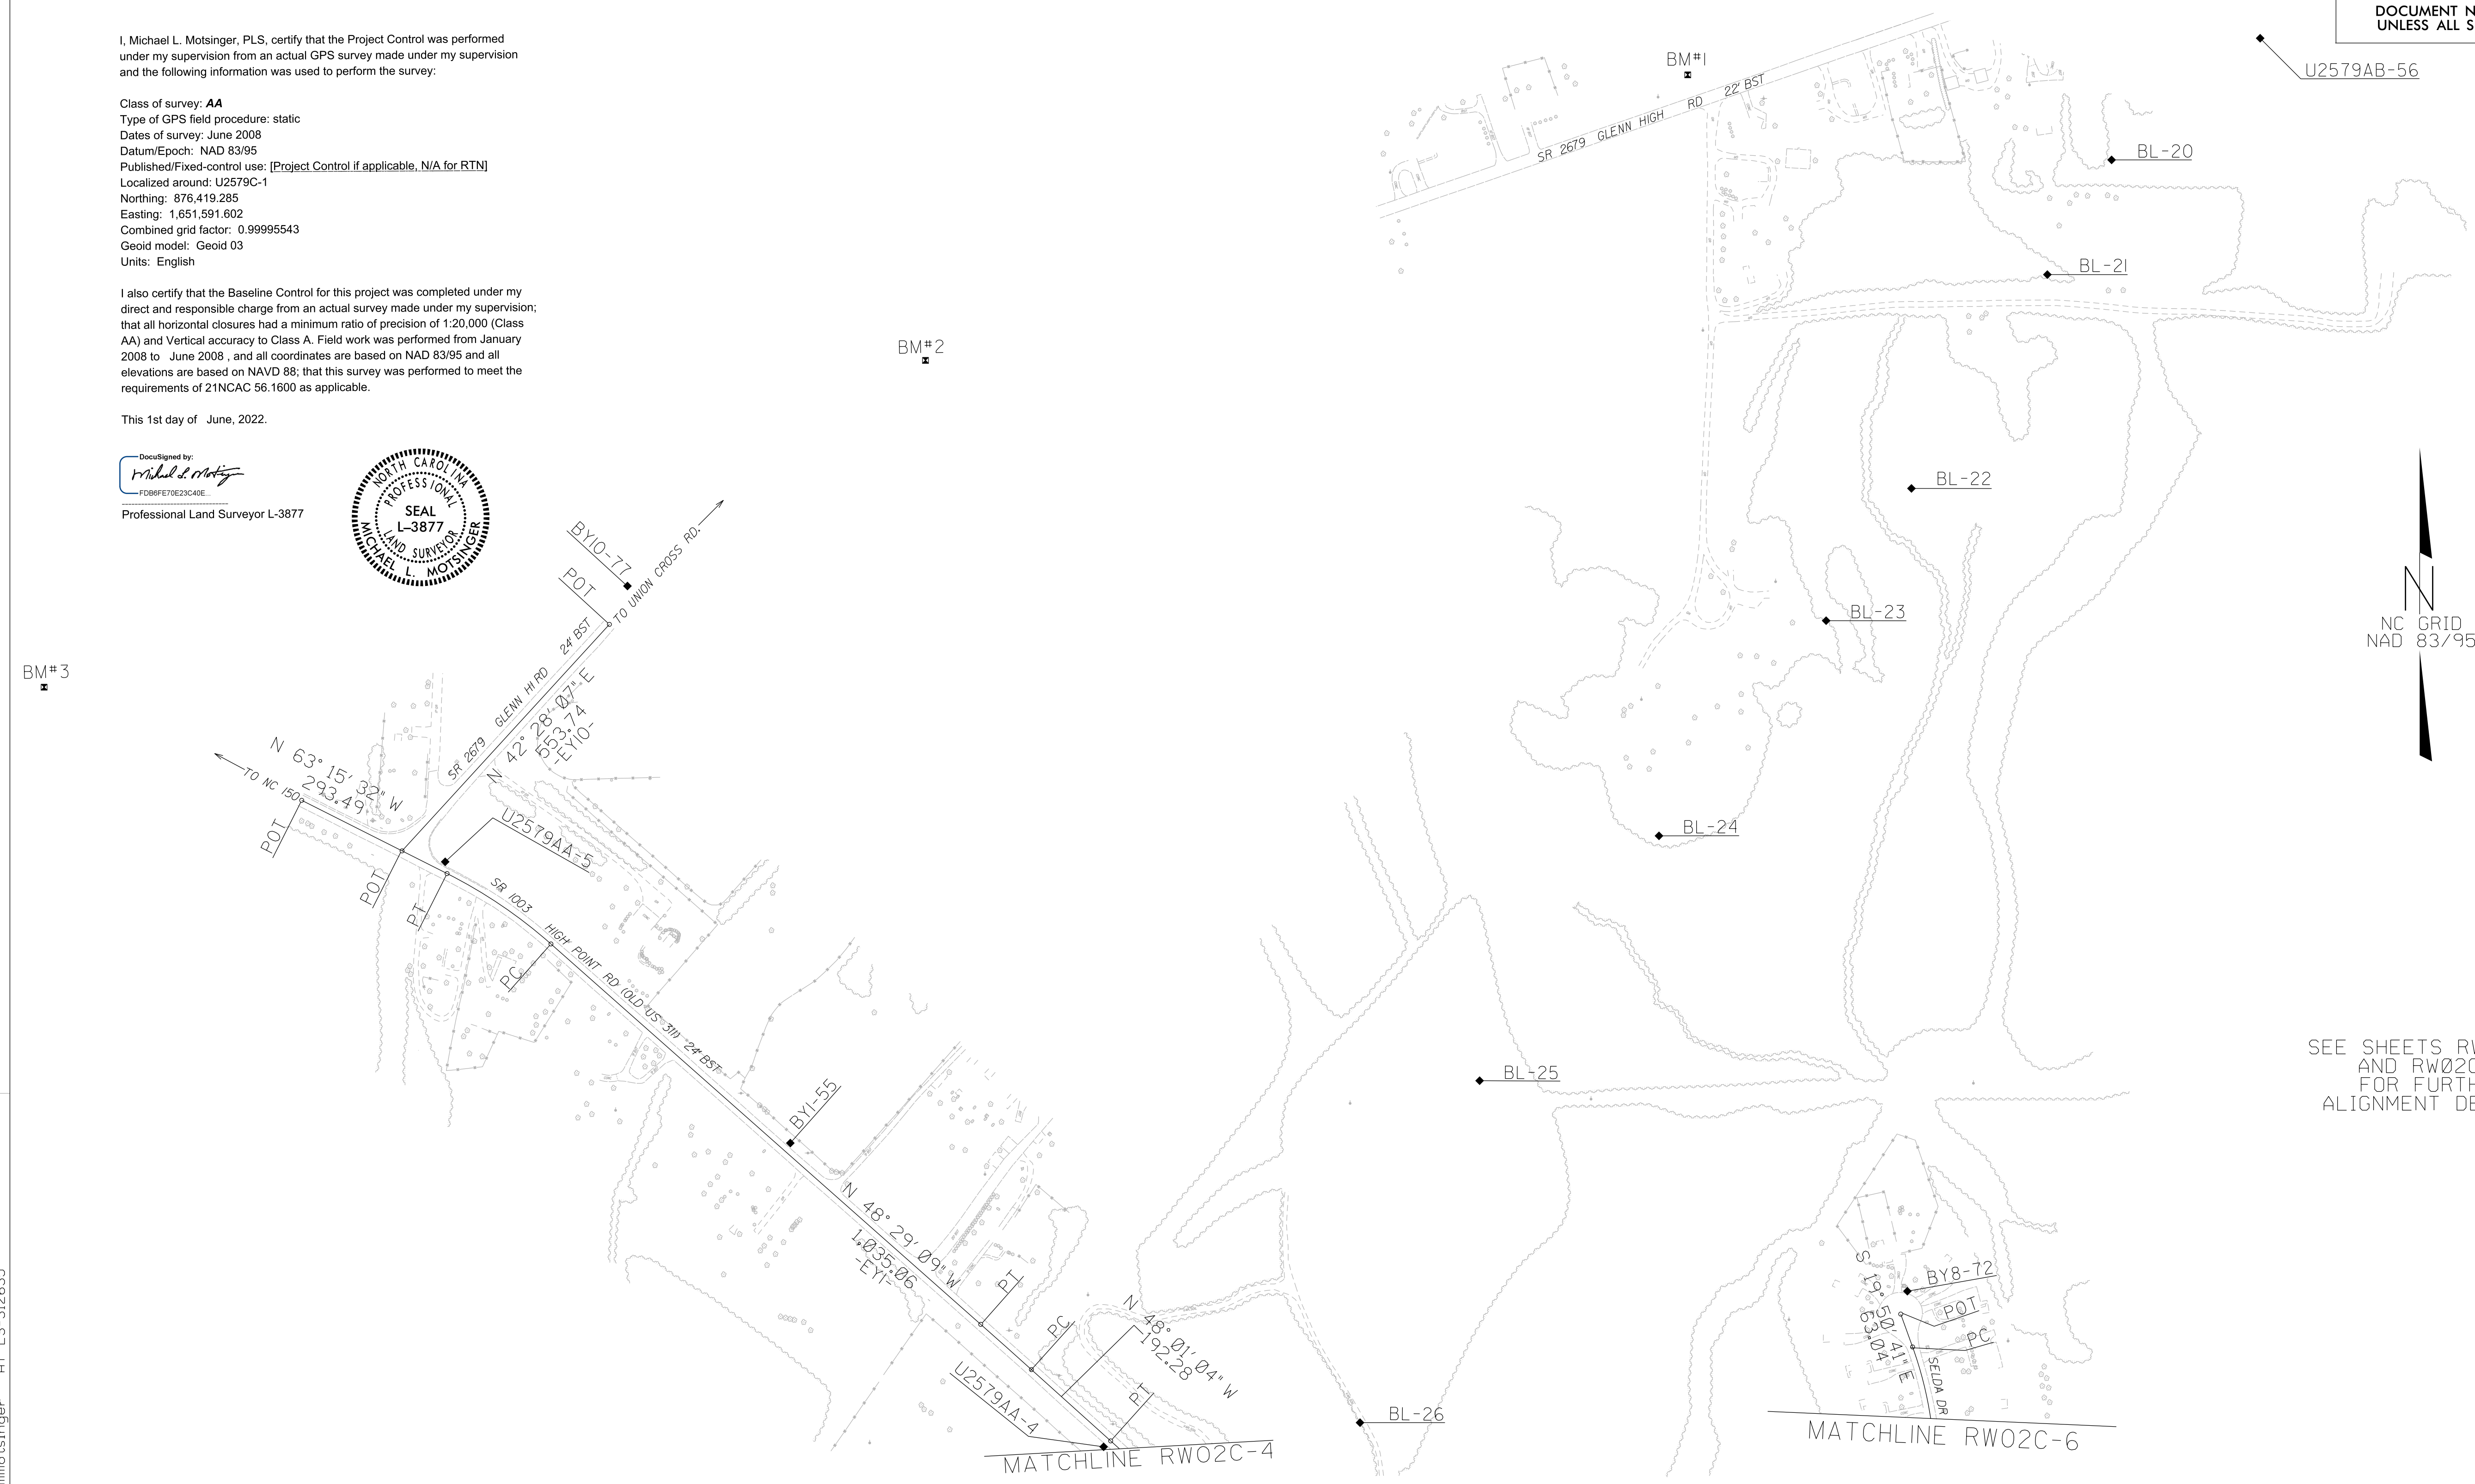 I, Michael L. Motsinger, PLS, certify that the Project Control was performed
under my supervision from an actual GPS survey made under my supervision
and the following information was used to perform the survey:
Class of survey: AA
Type of GPS field procedure: static
Dates of survey: June 2008
Datum/Epoch: NAD 83/95
Published/Fixed-control use: [Project Control if applicable, N/A for RTN]
Localized around: U2579C-1
Northing: 876,419.285
Easting: 1,651,591.602
Combined grid factor: 0.99995543
Geoid model: Geoid 03
Units: English
I also certify that the Baseline Control for this project was completed under my
direct and responsible charge from an actual survey made under my supervision;
that all horizontal closures had a minimum ratio of precision of 1:20,000 (Class
AA) and Vertical accuracy to Class A. Field work was performed from January
2008 to June 2008 , and all coordinates are based on NAD 83/95 and all
elevations are based on NAVD 88; that this survey was performed to meet the
requirements of 21NCAC 56.1600 as applicable.
This 1st day of June, 2022.
DocuSigned by:
Michael L. Motsinger
FDB6FE70E23C40E...
Professional Land Surveyor L-3877
NORTH CAROLINA
PROFESSIONAL
SEAL
L-3877
LAND SURVEYOR
MICHAEL L. MOTSINGER
DOCUMENT N
UNLESS ALL S
U2579AB-56
BM#1
SR 2679 GLENN HIGH RD 22' BST
BL-20
BL-21
BM#2
BL-22
BL-23
NC GRID
NAD 83/95
BM#3
BY10-77
POT
TO UNION CROSS RD.
SR 2679 GLENN HI RD 24' BST
N 42° 28' 07" E
553.74
-EY10-
N 63° 15' 32" W
293.49
TO NC 150
POT
POT
PT
U2579AA-5
SR 1003 HIGH POINT RD (OLD US 311) 24' BST
PC
BL-24
BL-25
SEE SHEETS RW
AND RW02C
FOR FURTH
ALIGNMENT DE
BY1-55
N 48° 29' 09" W
1,035.06
-EY1-
PT
PC
N 48° 01' 04" W
192.28
PT
U2579AA-4
MATCHLINE RW02C-4
BL-26
BY8-72
POT
PC
S 19° 50' 41" E
63.04
SELDA DR
MATCHLINE RW02C-6